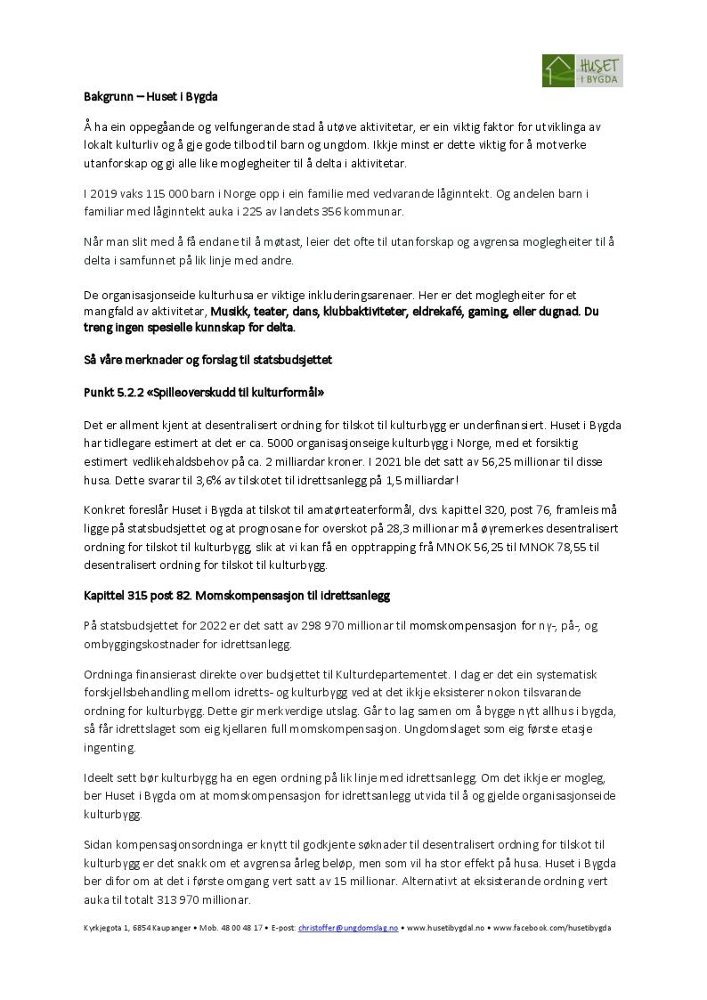 HUSET
I BYGDA
Bakgrunn – Huset i Bygda
Å ha ein oppegåande og velfungerande stad å utøve aktivitetar, er ein viktig faktor for utviklinga av
lokalt kulturliv og å gje gode tilbod til barn og ungdom. Ikkje minst er dette viktig for å motverke
utanforskap og gi alle like moglegheiter til å delta i aktivitetar.
I 2019 vaks 115 000 barn i Norge opp i ein familie med vedvarande låginntekt. Og andelen barn i
familiar med låginntekt auka i 225 av landets 356 kommunar.
Når man slit med å få endane til å møtast, leier det ofte til utanforskap og avgrensa moglegheiter til å
delta i samfunnet på lik linje med andre.
De organisasjonseide kulturhusa er viktige inkluderingsarenaer. Her er det moglegheiter for et
mangfald av aktivitetar, Musikk, teater, dans, klubbaktiviteter, eldrekafé, gaming, eller dugnad. Du
treng ingen spesielle kunnskap for delta.
Så våre merknader og forslag til statsbudsjettet
Punkt 5.2.2 «Spilleoverskudd til kulturformål»
Det er allment kjent at desentralisert ordning for tilskot til kulturbygg er underfinansiert. Huset i Bygda
har tidlegare estimert at det er ca. 5000 organisasjonseige kulturbygg i Norge, med et forsiktig
estimert vedlikehaldsbehov på ca. 2 milliardar kroner. I 2021 ble det satt av 56,25 millionar til disse
husa. Dette svarar til 3,6% av tilskotet til idrettsanlegg på 1,5 milliardar!
Konkret foreslår Huset i Bygda at tilskot til amatørteaterformål, dvs. kapittel 320, post 76, framleis må
ligge på statsbudsjettet og at prognosane for overskot på 28,3 millionar må øyremerkes desentralisert
ordning for tilskot til kulturbygg, slik at vi kan få en opptrapping frå MNOK 56,25 til MNOK 78,55 til
desentralisert ordning for tilskot til kulturbygg.
Kapittel 315 post 82. Momskompensasjon til idrettsanlegg
På statsbudsjettet for 2022 er det satt av 298 970 millionar til momskompensasjon for ny-, på-, og
ombyggingskostnader for idrettsanlegg.
Ordninga finansierast direkte over budsjettet til Kulturdepartementet. I dag er det ein systematisk
forskjellsbehandling mellom idretts- og kulturbygg ved at det ikkje eksisterer nokon tilsvarande
ordning for kulturbygg. Dette gir merkverdige utslag. Går to lag samen om å bygge nytt allhus i bygda,
så får idrettslaget som eig kjellaren full momskompensasjon. Ungdomslaget som eig første etasje
ingenting.
Ideelt sett bør kulturbygg ha en egen ordning på lik linje med idrettsanlegg. Om det ikkje er mogleg,
ber Huset i Bygda om at momskompensasjon for idrettsanlegg utvida til å og gjelde organisasjonseide
kulturbygg.
Sidan kompensasjonsordninga er knytt til godkjente søknader til desentralisert ordning for tilskot til
kulturbygg er det snakk om et avgrensa årleg beløp, men som vil ha stor effekt på husa. Huset i Bygda
ber difor om at det i første omgang vert satt av 15 millionar. Alternativt at eksisterande ordning vert
auka til totalt 313 970 millionar.
Kyrkjegota 1, 6854 Kaupanger • Mob. 48 00 48 17 • E-post: christoffer@ungdomslag.no • www.husetibygdal.no • www.facebook.com/husetibygda